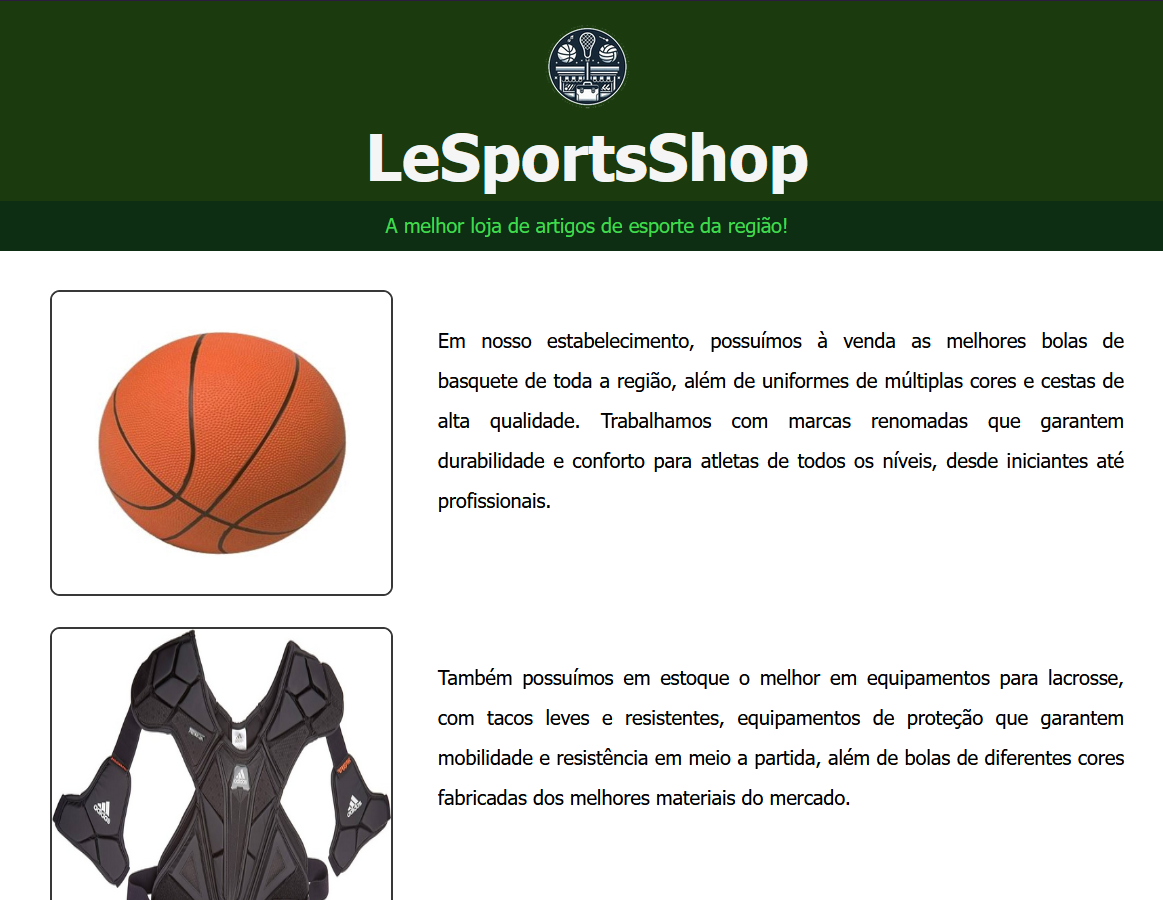 LeSportsShop
A melhor loja de artigos de esporte da região!
Em nosso estabelecimento, possuímos à venda as melhores bolas de
basquete de toda a região, além de uniformes de múltiplas cores e cestas de
alta qualidade. Trabalhamos com marcas renomadas que garantem
durabilidade e conforto para atletas de todos os níveis, desde iniciantes até
profissionais.
Também possuímos em estoque o melhor em equipamentos para lacrosse,
com tacos leves e resistentes, equipamentos de proteção que garantem
mobilidade e resistência em meio a partida, além de bolas de diferentes cores
fabricadas dos melhores materiais do mercado.
adidas
adidas